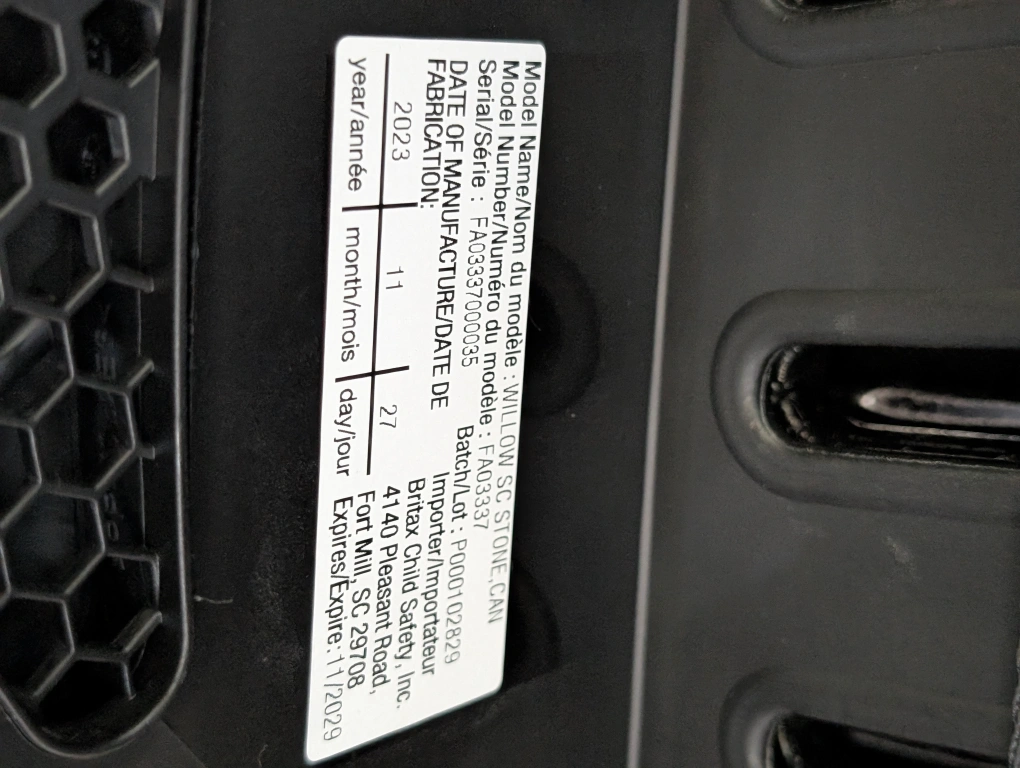 Model Name/Nom du modèle : WILLOW SC STONE,CAN
Model Number/Numéro du modèle : FA03337
Serial/Série : FA03337000035
Batch/Lot : P000102829
DATE OF MANUFACTURE/DATE DE
FABRICATION:
2023 11 27
year/année month/mois day/jour
Importer/Importateur
Britax Child Safety, Inc.
4140 Pleasant Road,
Fort Mill, SC 29708
Expires/Expire: 11/2029